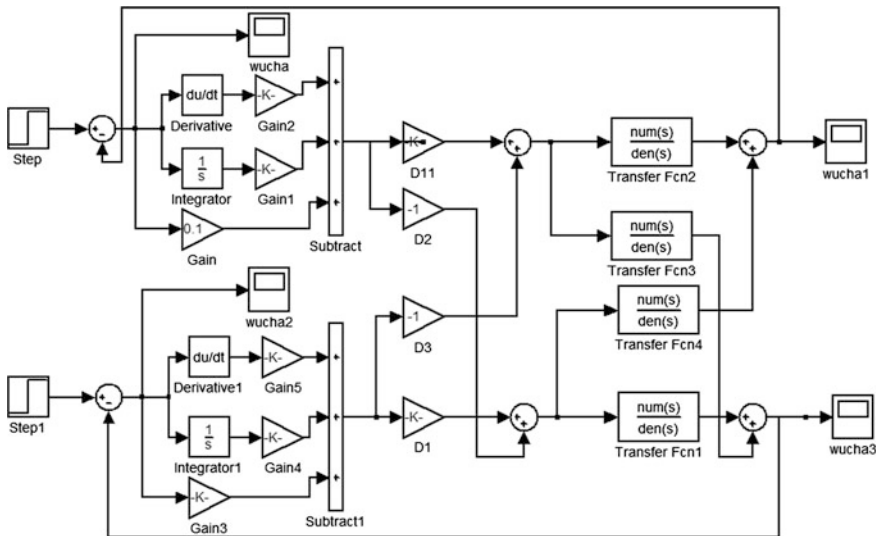 wucha
du/dt
-K-
Derivative
Gain2
Step
1
s
-K-
Integrator
Gain1
0.1
Gain
Subtract
-K-
D11
-1
D2
num(s)
den(s)
Transfer Fcn2
wucha1
num(s)
den(s)
Transfer Fcn3
wucha2
du/dt
-K-
Derivative1
Gain5
Step1
1
s
-K-
Integrator1
Gain4
-K-
Gain3
Subtract1
-1
D3
-K-
D1
num(s)
den(s)
Transfer Fcn4
num(s)
den(s)
Transfer Fcn1
wucha3